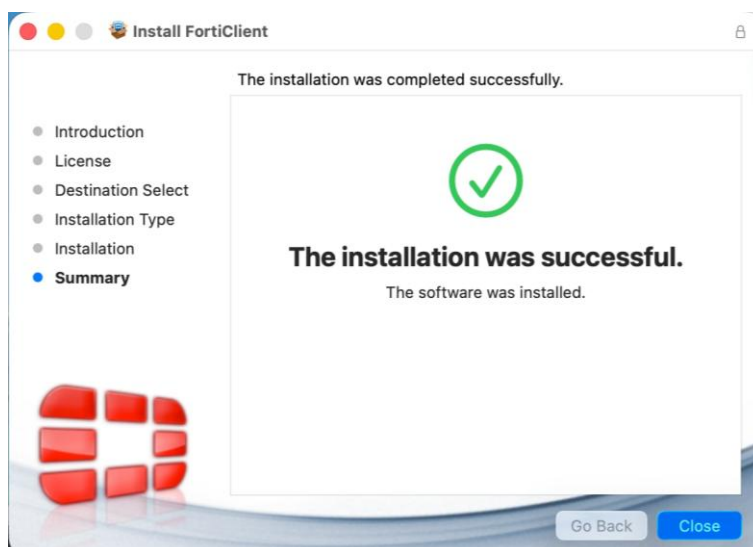 Install FortiClient
The installation was completed successfully.
Introduction
License
Destination Select
Installation Type
Installation
Summary
The installation was successful.
The software was installed.
Go Back
Close